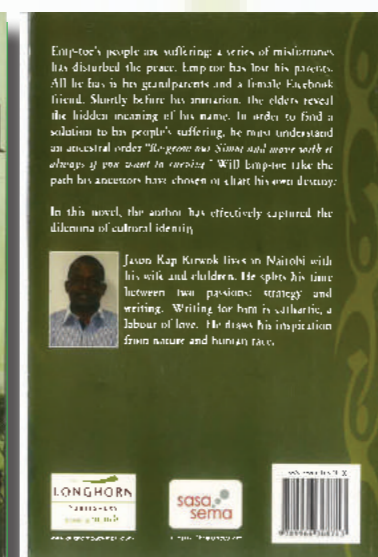 Emp-toe's people are suffering: a series of misfortunes
has disturbed the peace. Emp-toe has lost his parents.
All he has is his grandparents and a female Facebook
friend. Shortly before his initiation, the elders reveal
the hidden meaning of his name. In order to find a
solution to his people's suffering, he must understand
an ancestral order "Re-grow our Simot and move with it
always if you want to survive." Will Emp-toe take the
path his ancestors have chosen or chart his own destiny?
In this novel, the author has effectively captured the
dilemma of cultural identity.
Jason Kap Kirwok lives in Nairobi with
his wife and children. He splits his time
between two passions: strategy and
writing. Writing for him is cathartic, a
labour of love. He draws his inspiration
from nature and human race.
LONGHORN
PUBLISHERS
sasa
sema